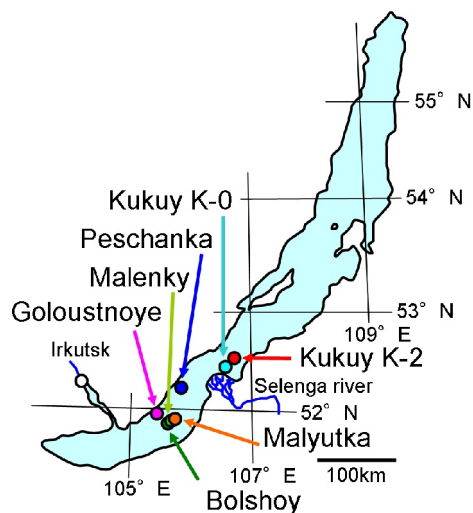 55° N
54° N
Kukuy K-0
Peschanka
Malenky
Goloustnoye
53° N
109° E
Irkutsk
Kukuy K-2
Selenga river
52° N
Malyutka
107° E
105° E
100km
Bolshoy